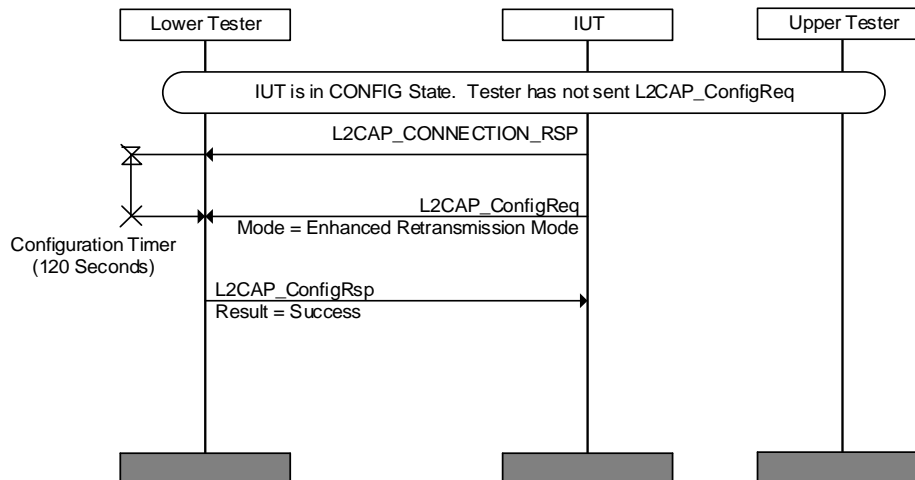 Lower Tester
IUT
Upper Tester
IUT is in CONFIG State. Tester has not sent L2CAP_ConfigReq
L2CAP_CONNECTION_RSP
L2CAP_ConfigReq
Mode = Enhanced Retransmission Mode
Configuration Timer
(120 Seconds)
L2CAP_ConfigRsp
Result = Success